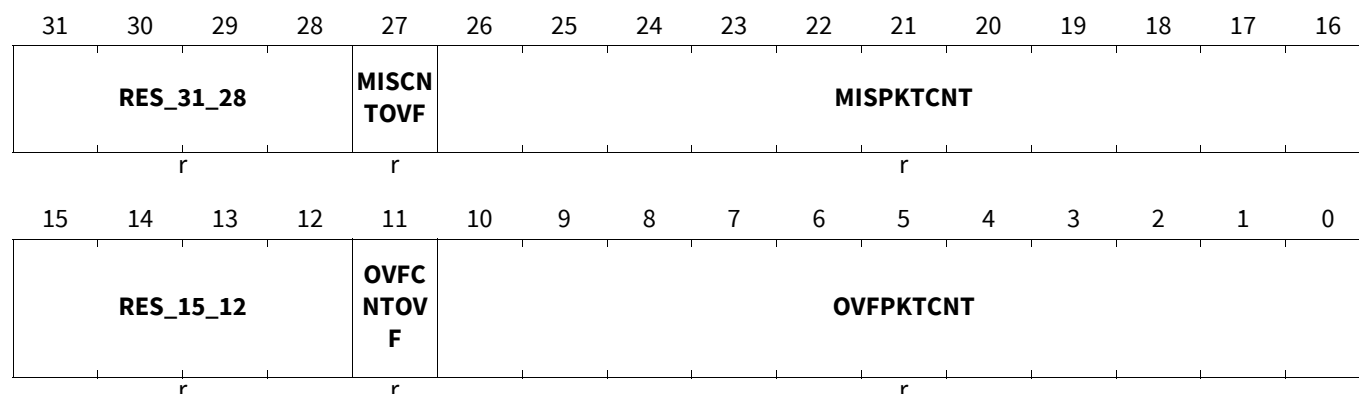 31 30 29 28 27 26 25 24 23 22 21 20 19 18 17 16
RES_31_28 MISCN TOVF MISPKTCNT
r r r
15 14 13 12 11 10 9 8 7 6 5 4 3 2 1 0
RES_15_12 OVFC NTOV F OVFPKTCNT
r r r